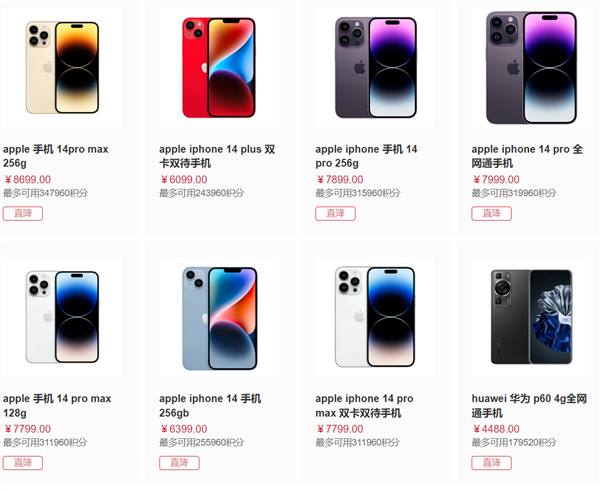 apple 手机 14pro max
256g
￥8699.00
最多可用347960积分
直降
apple iphone 14 plus 双
卡双待手机
￥6099.00
最多可用243960积分
apple iphone 手机 14
pro 256g
￥7899.00
最多可用315960积分
直降
apple iphone 14 pro 全
网通手机
￥7999.00
最多可用319960积分
直降
apple 手机 14 pro max
128g
￥7799.00
最多可用311960积分
直降
apple iphone 14 手机
256gb
￥6399.00
最多可用255960积分
直降
apple iphone 14 pro
max 双卡双待手机
￥7799.00
最多可用311960积分
huawei 华为 p60 4g全网
通手机
￥4488.00
最多可用179520积分
直降